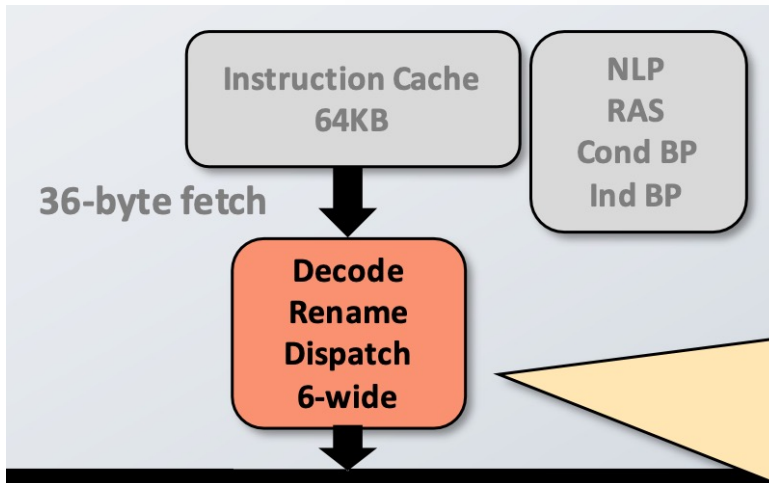 Instruction Cache
64KB
NLP
RAS
Cond BP
Ind BP
36-byte fetch
Decode
Rename
Dispatch
6-wide